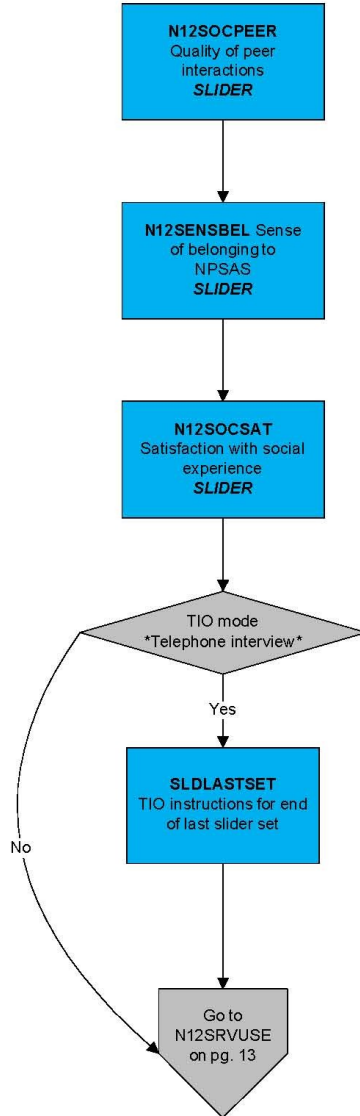 N12SOCPEER
Quality of peer
interactions
SLIDER
N12SENSBEL Sense
of belonging to
NPSAS
SLIDER
N12SOCSAT
Satisfaction with social
experience
SLIDER
TIO mode
*Telephone interview*
Yes
SLDLASTSET
TIO instructions for end
of last slider set
No
Go to
N12SRVUSE
on pg. 13